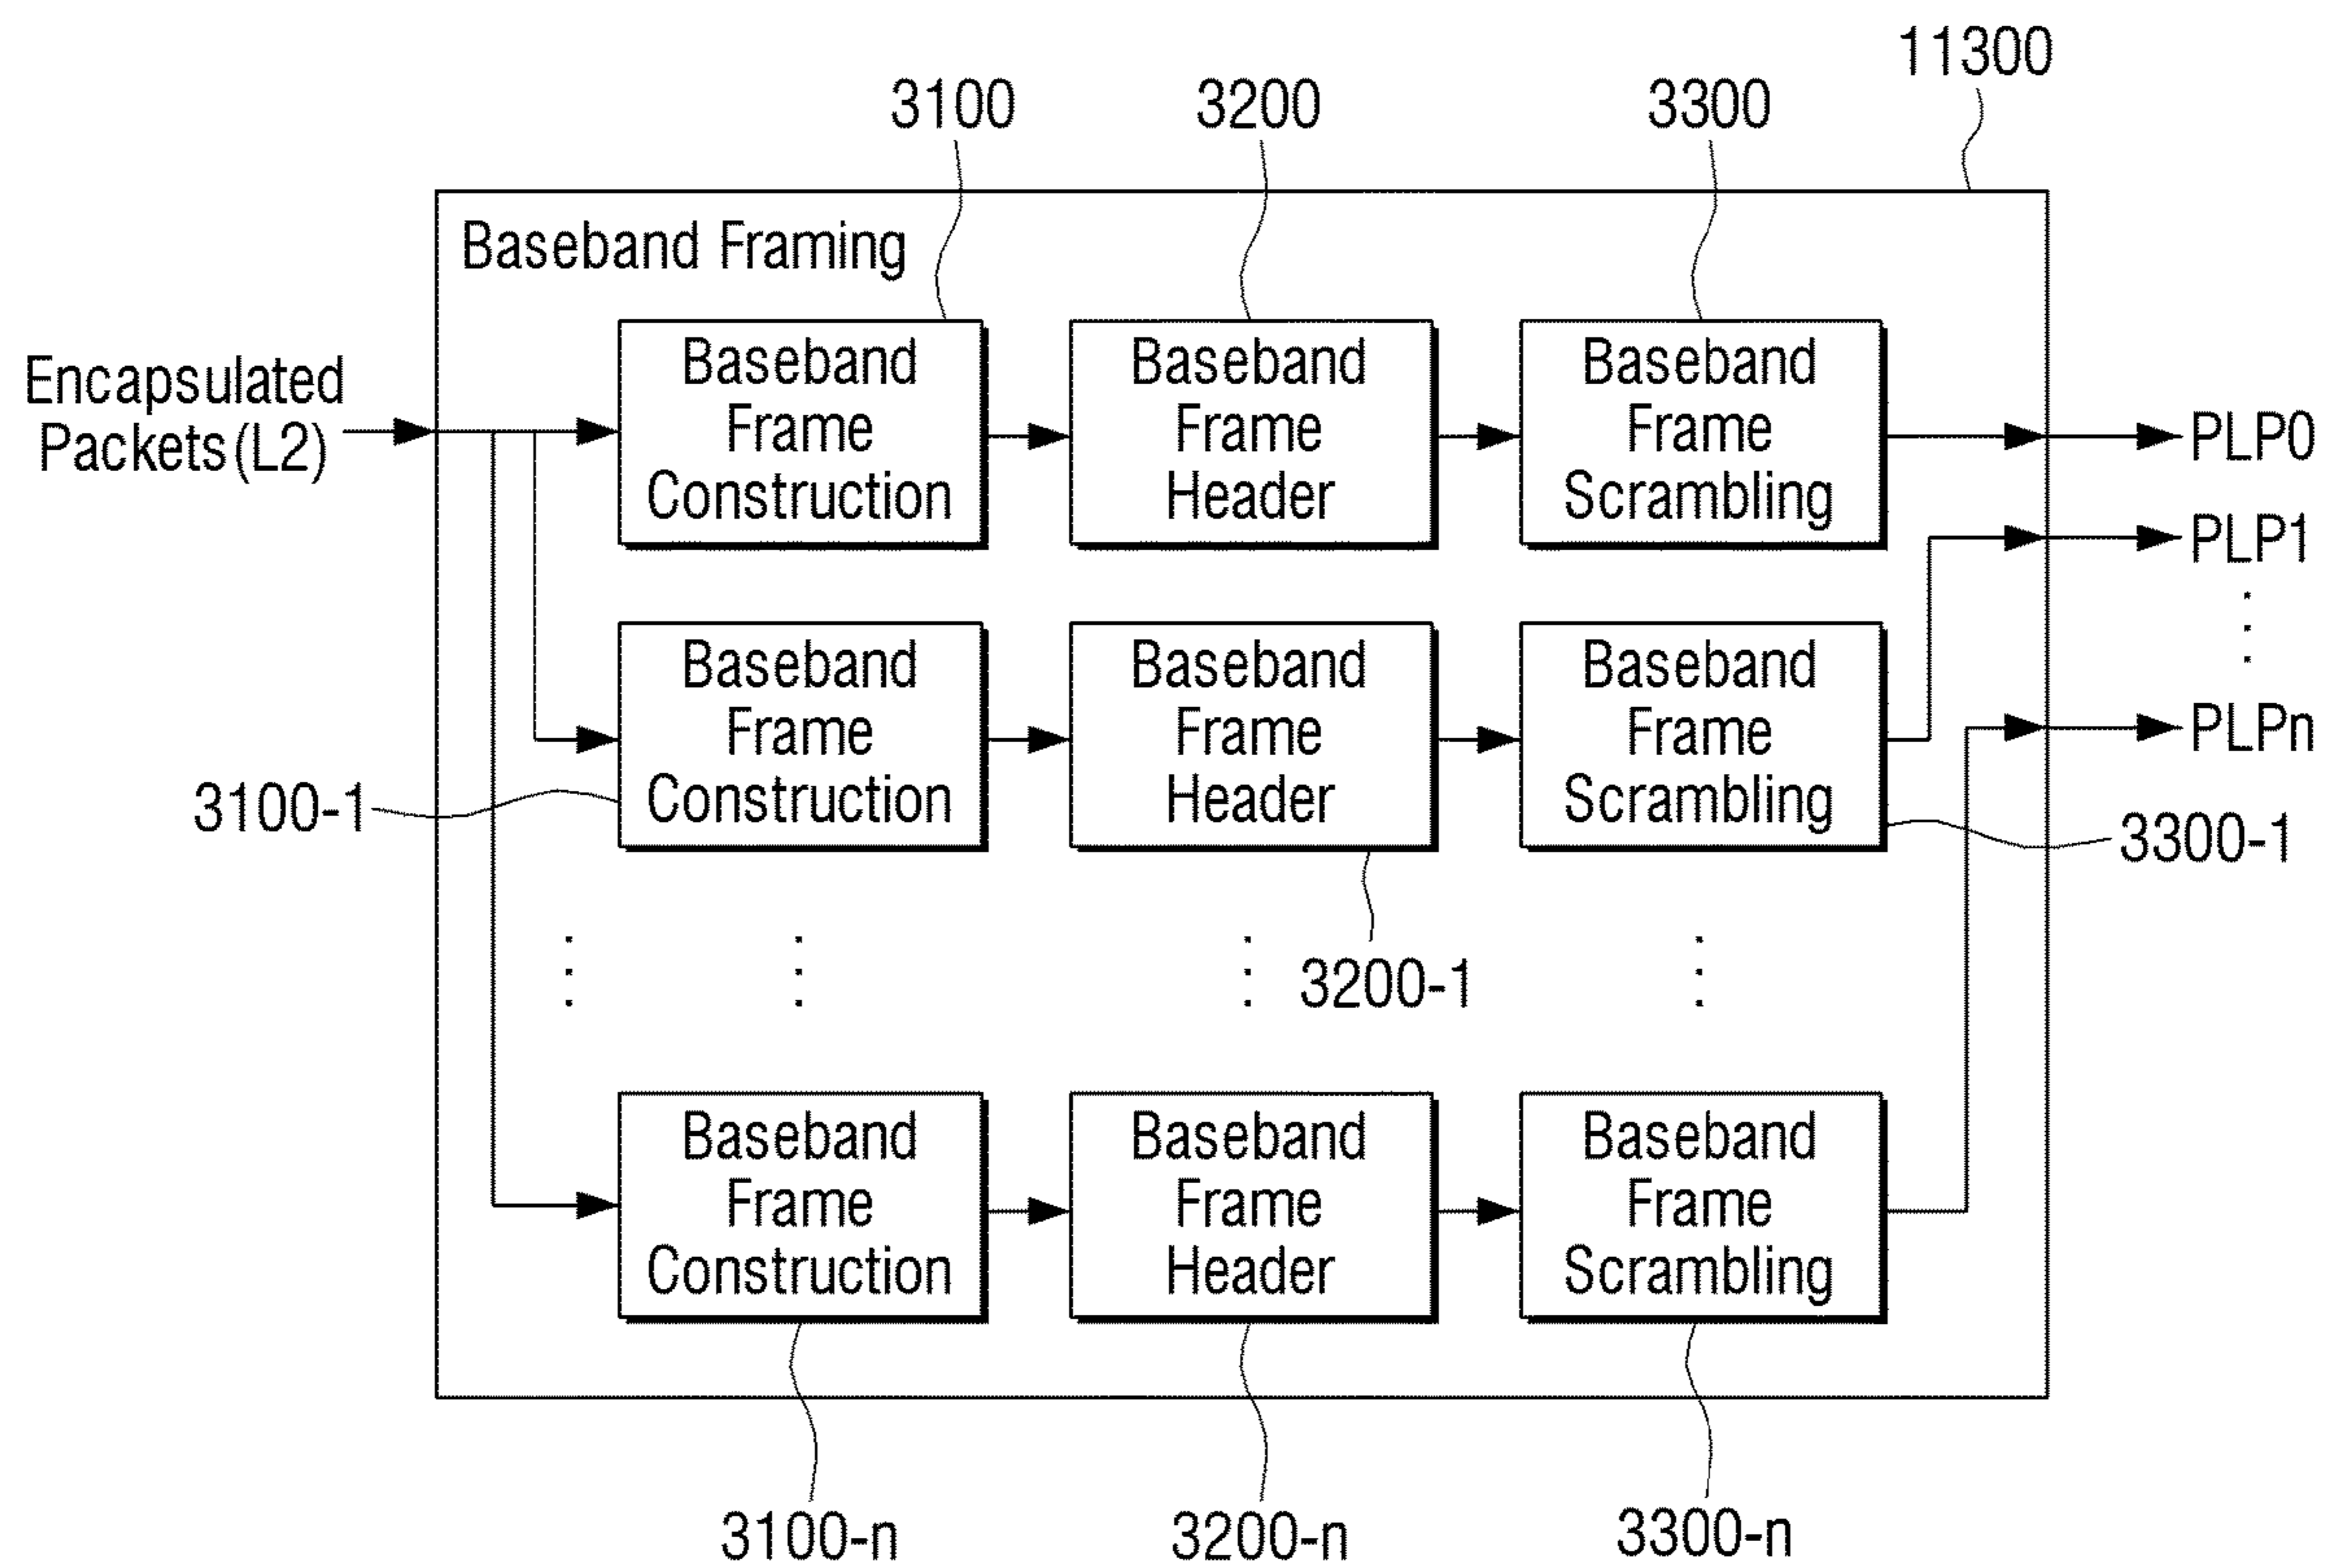 11300
3100
3200
3300
Baseband Framing
Encapsulated
Packets(L2)
Baseband
Frame
Construction
Baseband
Frame
Header
Baseband
Frame
Scrambling
PLP0
PLP1
PLPn
Baseband
Frame
Construction
Baseband
Frame
Header
Baseband
Frame
Scrambling
3100-1
3300-1
3200-1
Baseband
Frame
Construction
Baseband
Frame
Header
Baseband
Frame
Scrambling
3100-n
3200-n
3300-n